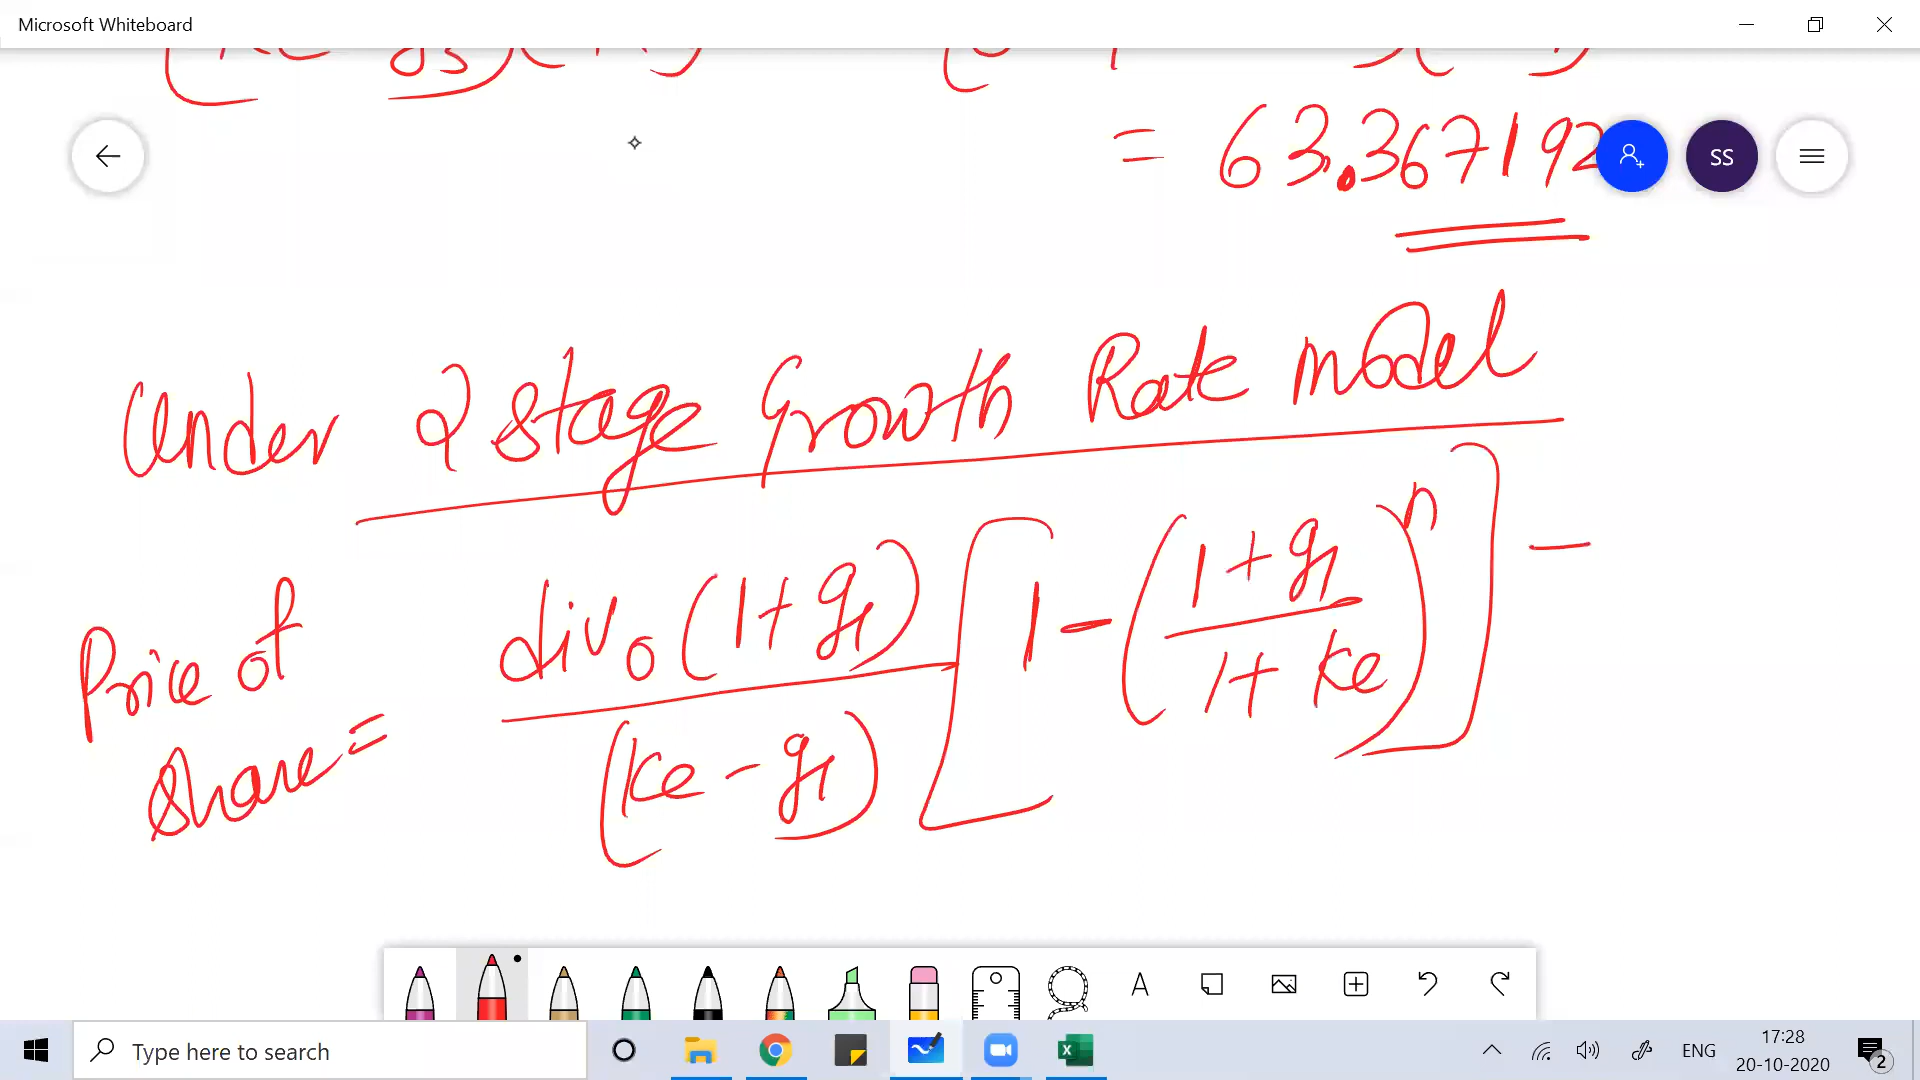 Microsoft Whiteboard
= 63.367192
SS
Under 2 Stage Growth Rate model
Price of Share = div₀ (1 + g₁) / (ke - g₁) [1 - ((1 + g₁) / (1 + ke))ⁿ] -
A
Type here to search
ENG
17:28
20-10-2020
2